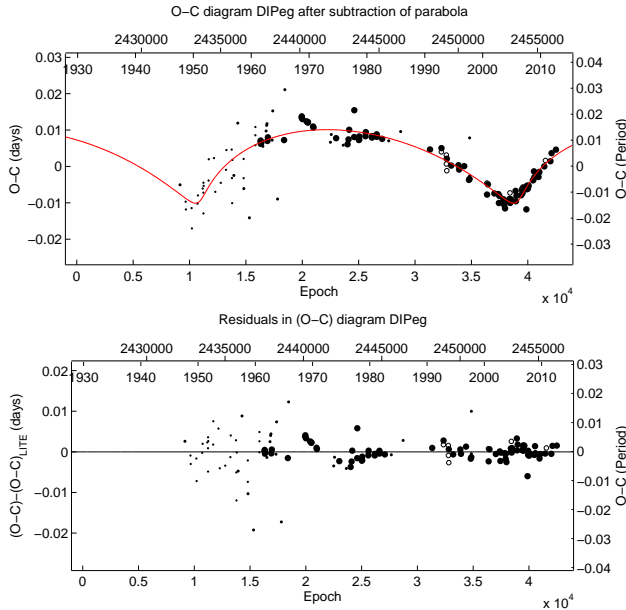 O−C diagram DIPeg after subtraction of parabola
2430000 2435000 2440000 2445000 2450000 2455000
1930 1940 1950 1960 1970 1980 1990 2000 2010
0.03
0.02
0.01
0
−0.01
−0.02
O−C (days)
0.04
0.03
0.02
0.01
0
−0.01
−0.02
−0.03
O−C (Period)
0 0.5 1 1.5 2 2.5 3 3.5 4
Epoch
x 10^4
Residuals in (O−C) diagram DIPeg
2430000 2435000 2440000 2445000 2450000 2455000
1930 1940 1950 1960 1970 1980 1990 2000 2010
0.02
0.01
0
−0.01
−0.02
(O−C)−(O−C)_LITE (days)
0.03
0.02
0.01
0
−0.01
−0.02
−0.03
−0.04
O−C (Period)
0 0.5 1 1.5 2 2.5 3 3.5 4
Epoch
x 10^4